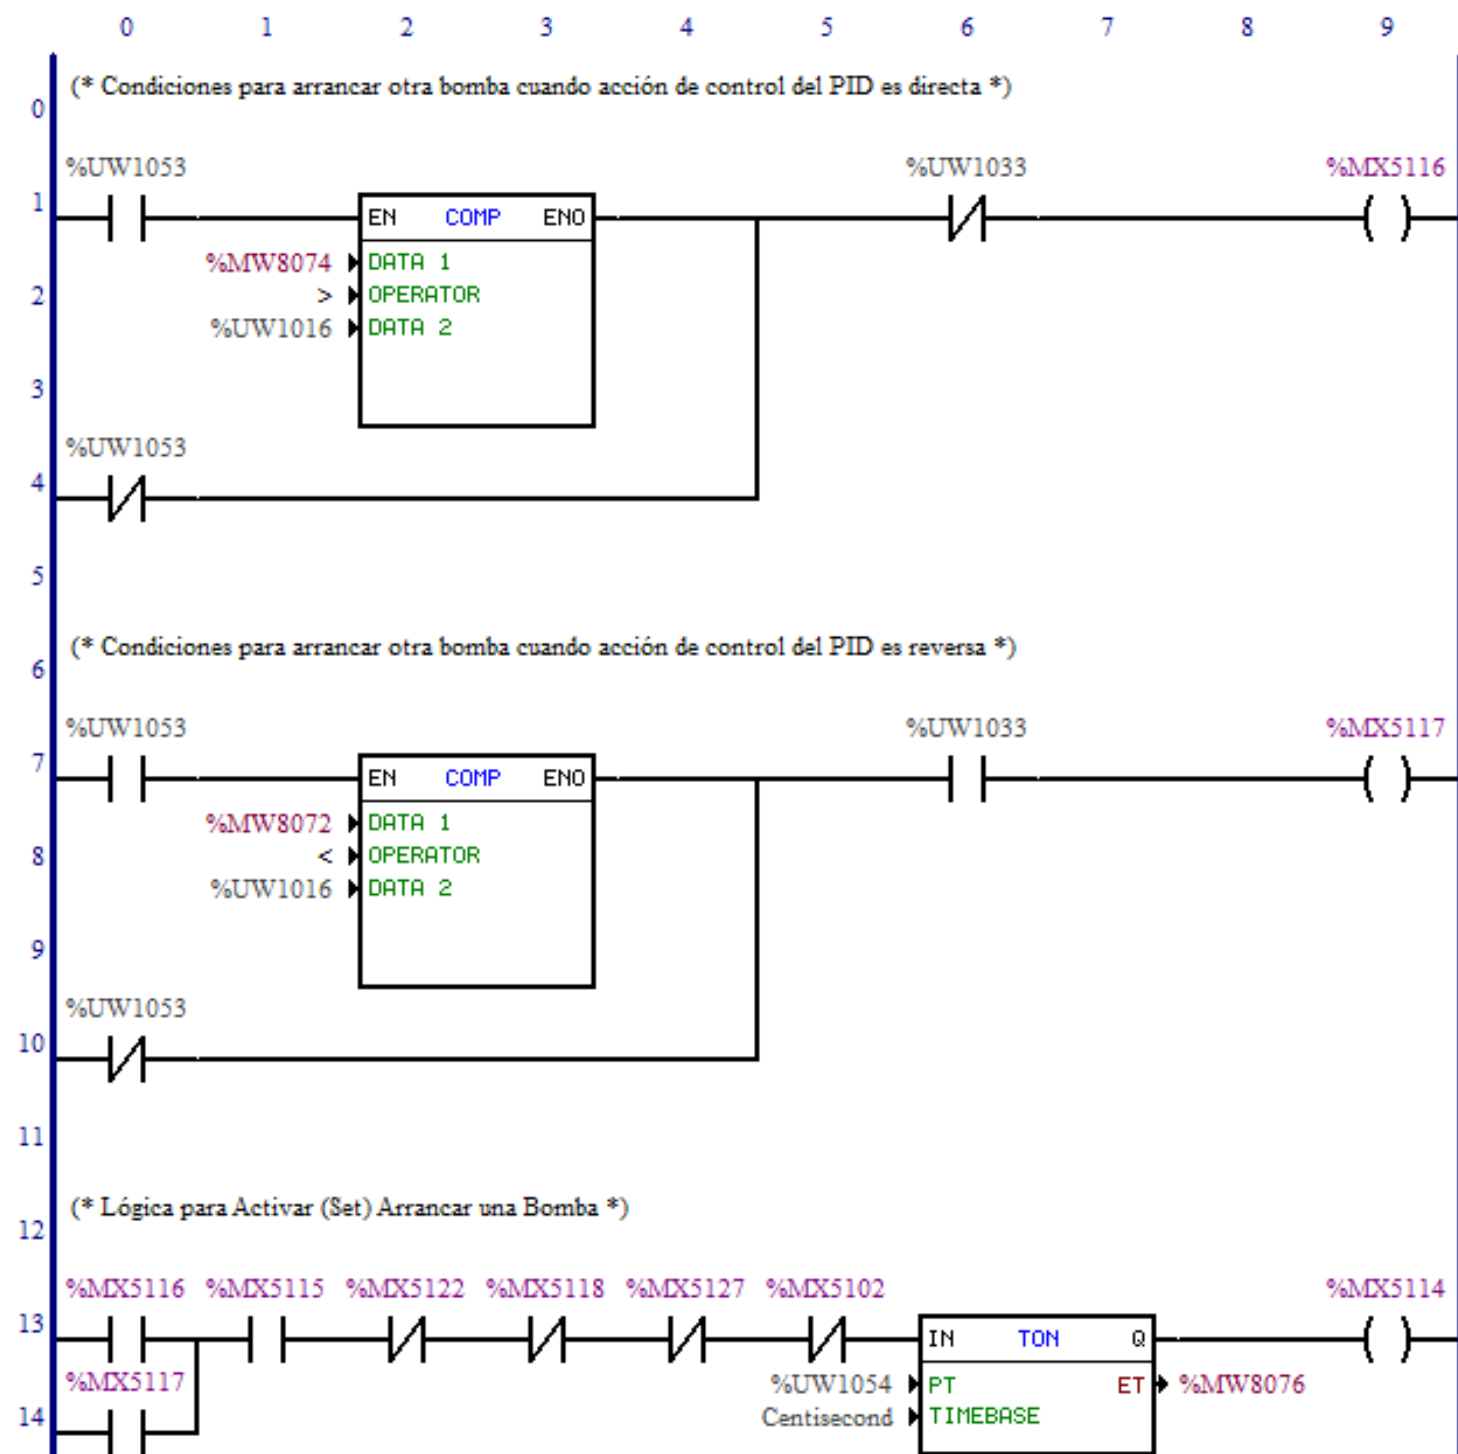 0 1 2 3 4 5 6 7 8 9
(* Condiciones para arrancar otra bomba cuando acción de control del PID es directa *)
0
%UW1053 %UW1033 %MX5116
1
EN COMP ENO
%MW8074 DATA 1
2
> OPERATOR
%UW1016 DATA 2
3
%UW1053
4
5
(* Condiciones para arrancar otra bomba cuando acción de control del PID es reversa *)
6
%UW1053 %UW1033 %MX5117
7
EN COMP ENO
%MW8072 DATA 1
8
< OPERATOR
%UW1016 DATA 2
9
%UW1053
10
11
(* Lógica para Activar (Set) Arrancar una Bomba *)
12
%MX5116 %MX5115 %MX5122 %MX5118 %MX5127 %MX5102 %MX5114
13
IN TON Q
%MX5117 %UW1054 PT ET %MW8076
14
Centisecond TIMEBASE